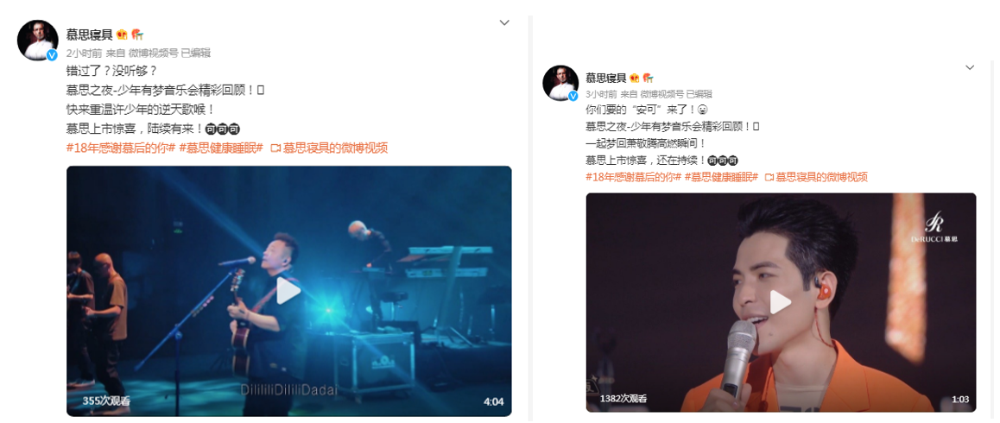 慕思寝具
2小时前 来自 微博视频号 已编辑
错过了？没听够？
慕思之夜-少年有梦音乐会精彩回顾！
快来重温许少年的逆天歌喉！
慕思上市惊喜，陆续有来！
#18年感谢慕后的你# #慕思健康睡眠# 慕思寝具的微博视频
DililiiliDililiDadai
355次观看
4:04
慕思寝具
3小时前 来自 微博视频号 已编辑
你们要的“安可”来了！
慕思之夜-少年有梦音乐会精彩回顾！
一起梦回萧敬腾高燃瞬间！
慕思上市惊喜，还在持续！
#18年感谢慕后的你# #慕思健康睡眠# 慕思寝具的微博视频
DeRUCCI慕思
1382次观看
1:03